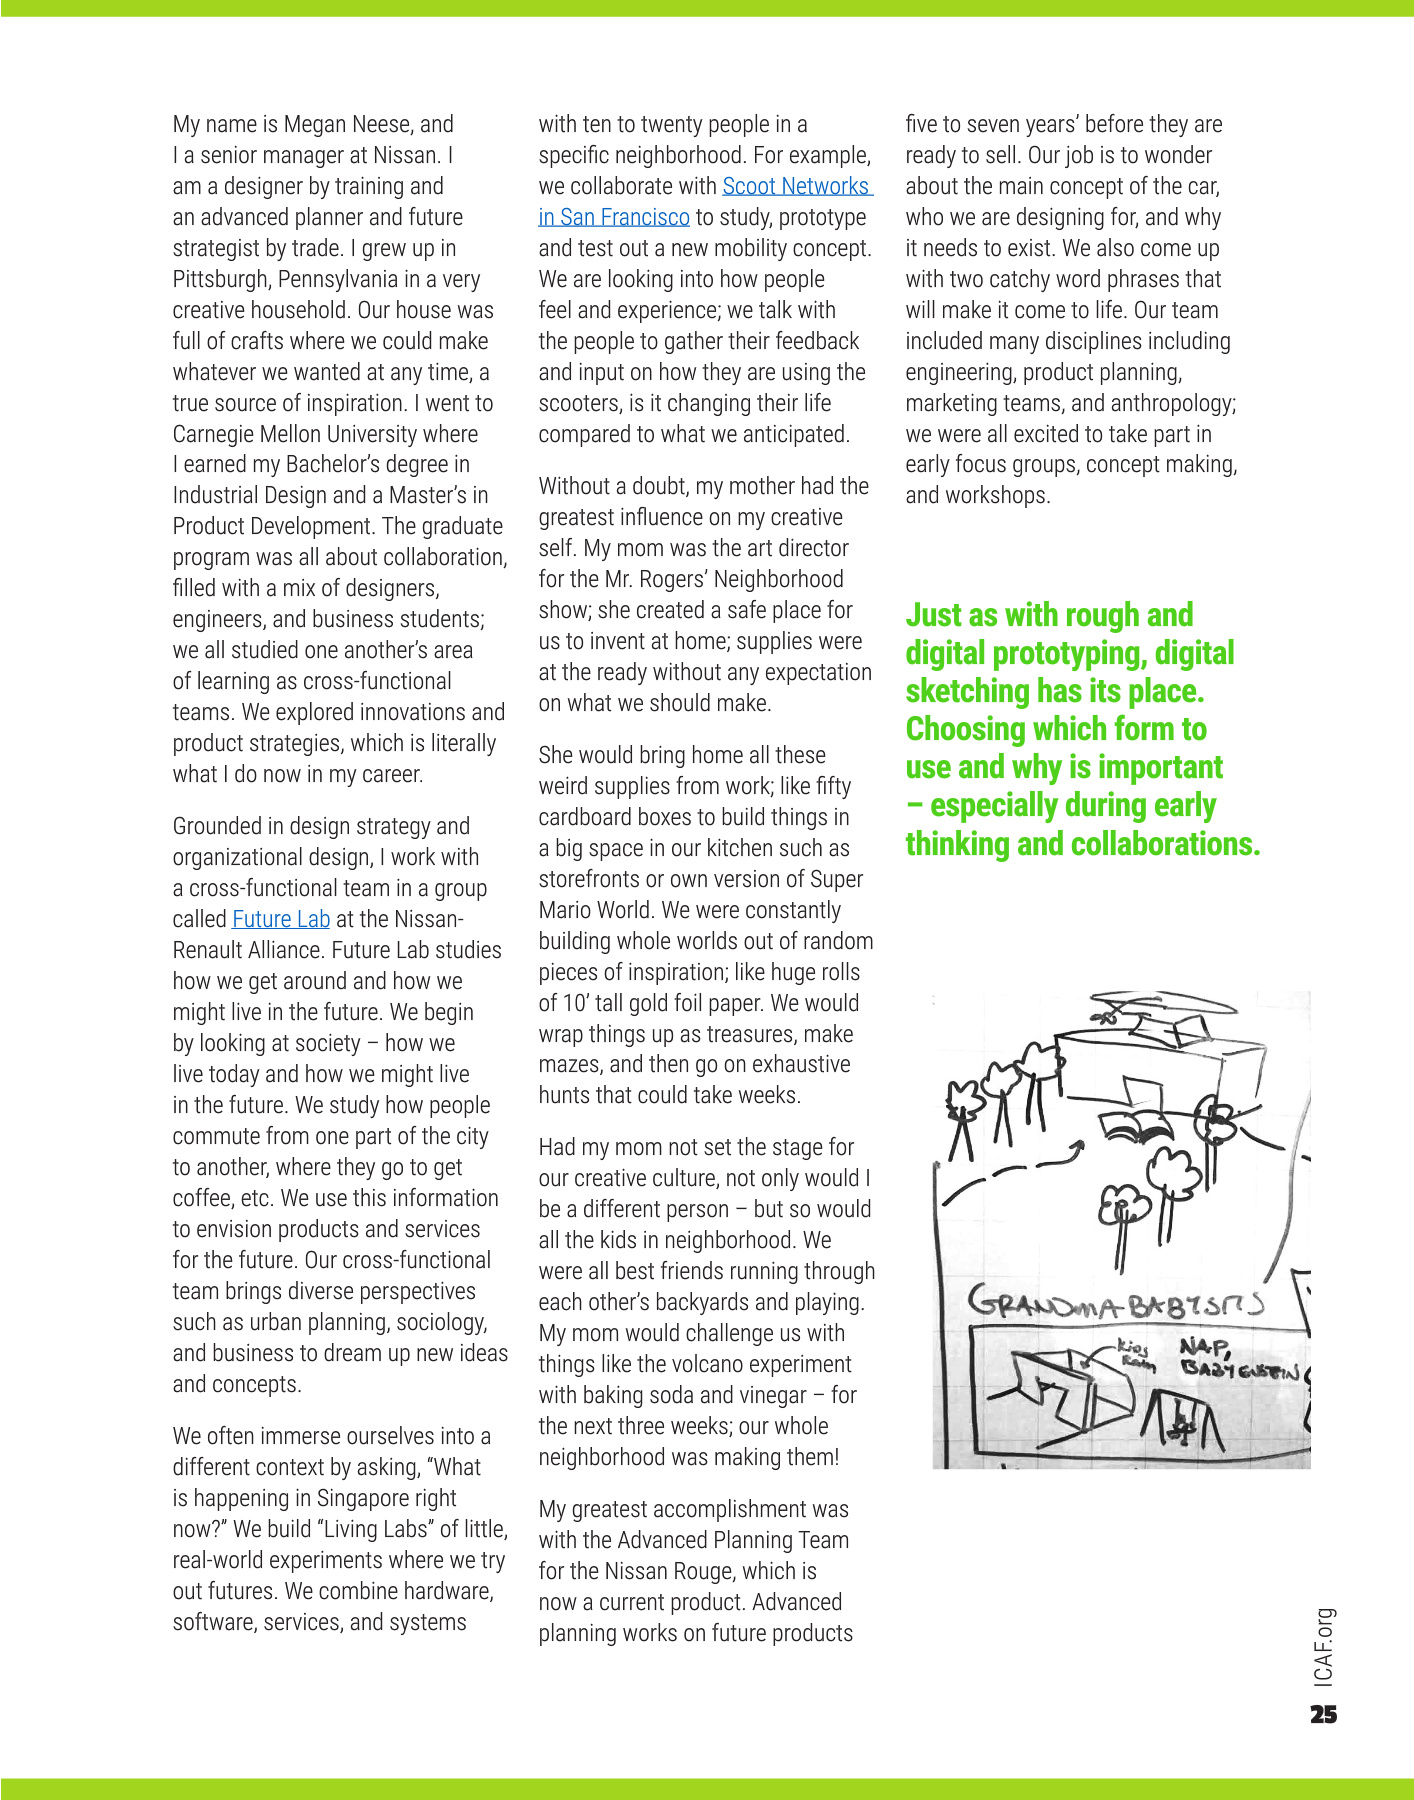 My name is Megan Neese, and
I a senior manager at Nissan. I
am a designer by training and
an advanced planner and future
strategist by trade. I grew up in
Pittsburgh, Pennsylvania in a very
creative household. Our house was
full of crafts where we could make
whatever we wanted at any time, a
true source of inspiration. I went to
Carnegie Mellon University where
I earned my Bachelor’s degree in
Industrial Design and a Master’s in
Product Development. The graduate
program was all about collaboration,
filled with a mix of designers,
engineers, and business students;
we all studied one another’s area
of learning as cross-functional
teams. We explored innovations and
product strategies, which is literally
what I do now in my career.
Grounded in design strategy and
organizational design, I work with
a cross-functional team in a group
called Future Lab at the Nissan-
Renault Alliance. Future Lab studies
how we get around and how we
might live in the future. We begin
by looking at society – how we
live today and how we might live
in the future. We study how people
commute from one part of the city
to another, where they go to get
coffee, etc. We use this information
to envision products and services
for the future. Our cross-functional
team brings diverse perspectives
such as urban planning, sociology,
and business to dream up new ideas
and concepts.
We often immerse ourselves into a
different context by asking, “What
is happening in Singapore right
now?” We build “Living Labs” of little,
real-world experiments where we try
out futures. We combine hardware,
software, services, and systems
with ten to twenty people in a
specific neighborhood. For example,
we collaborate with Scoot Networks
in San Francisco to study, prototype
and test out a new mobility concept.
We are looking into how people
feel and experience; we talk with
the people to gather their feedback
and input on how they are using the
scooters, is it changing their life
compared to what we anticipated.
Without a doubt, my mother had the
greatest influence on my creative
self. My mom was the art director
for the Mr. Rogers’ Neighborhood
show; she created a safe place for
us to invent at home; supplies were
at the ready without any expectation
on what we should make.
She would bring home all these
weird supplies from work; like fifty
cardboard boxes to build things in
a big space in our kitchen such as
storefronts or own version of Super
Mario World. We were constantly
building whole worlds out of random
pieces of inspiration; like huge rolls
of 10’ tall gold foil paper. We would
wrap things up as treasures, make
mazes, and then go on exhaustive
hunts that could take weeks.
Had my mom not set the stage for
our creative culture, not only would I
be a different person – but so would
all the kids in neighborhood. We
were all best friends running through
each other’s backyards and playing.
My mom would challenge us with
things like the volcano experiment
with baking soda and vinegar – for
the next three weeks; our whole
neighborhood was making them!
My greatest accomplishment was
with the Advanced Planning Team
for the Nissan Rouge, which is
now a current product. Advanced
planning works on future products
five to seven years’ before they are
ready to sell. Our job is to wonder
about the main concept of the car,
who we are designing for, and why
it needs to exist. We also come up
with two catchy word phrases that
will make it come to life. Our team
included many disciplines including
engineering, product planning,
marketing teams, and anthropology;
we were all excited to take part in
early focus groups, concept making,
and workshops.
Just as with rough and
digital prototyping, digital
sketching has its place.
Choosing which form to
use and why is important
– especially during early
thinking and collaborations.
GRANDMA BABYSITS
Kids
NAP,
ICAF.org
25